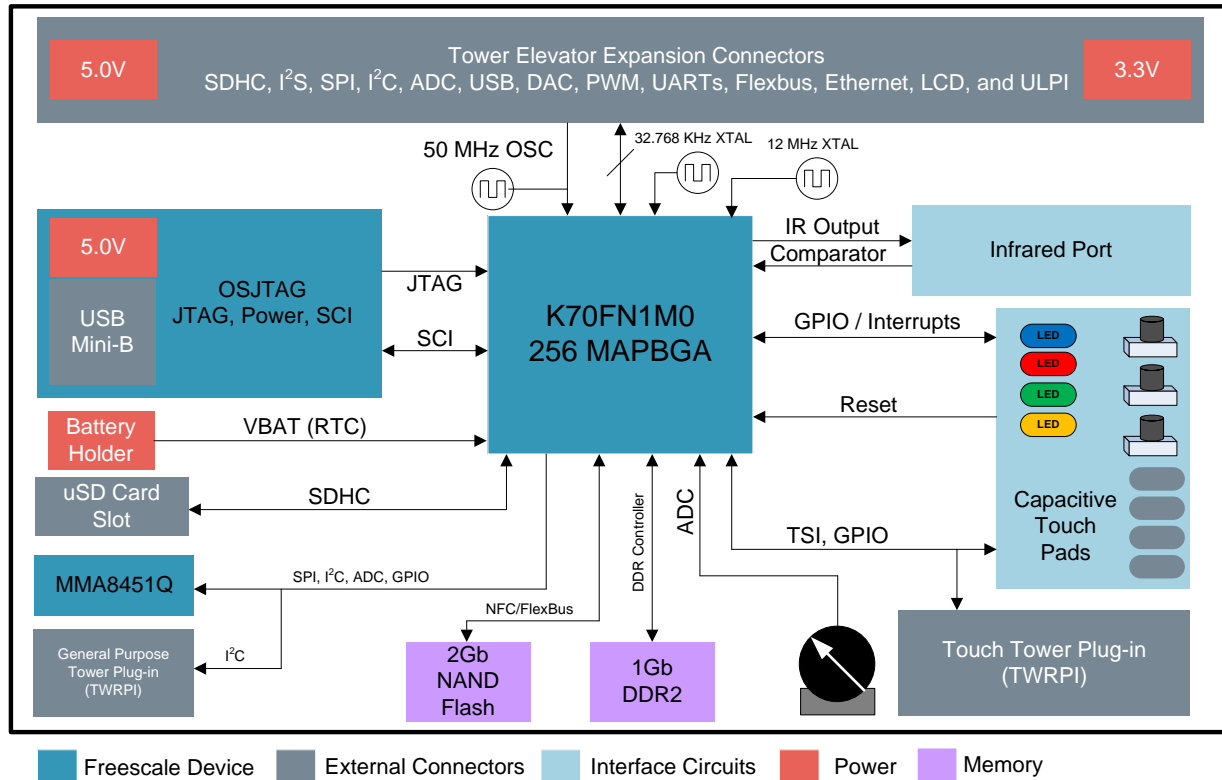 5.0V
Tower Elevator Expansion Connectors
SDHC, I²S, SPI, I²C, ADC, USB, DAC, PWM, UARTs, Flexbus, Ethernet, LCD, and ULPI
3.3V
50 MHz OSC
32.768 KHz XTAL
12 MHz XTAL
5.0V
USB
Mini-B
OSJTAG
JTAG, Power, SCI
JTAG
SCI
K70FN1M0
256 MAPBGA
IR Output
Comparator
Infrared Port
GPIO / Interrupts
Reset
LED
LED
LED
LED
Capacitive
Touch
Pads
Battery
Holder
VBAT (RTC)
uSD Card
Slot
SDHC
MMA8451Q
SPI, I²C, ADC, GPIO
General Purpose
Tower Plug-in
(TWRPI)
I²C
NFC/FlexBus
2Gb
NAND
Flash
DDR Controller
1Gb
DDR2
ADC
TSI, GPIO
Touch Tower Plug-in
(TWRPI)
Freescale Device
External Connectors
Interface Circuits
Power
Memory